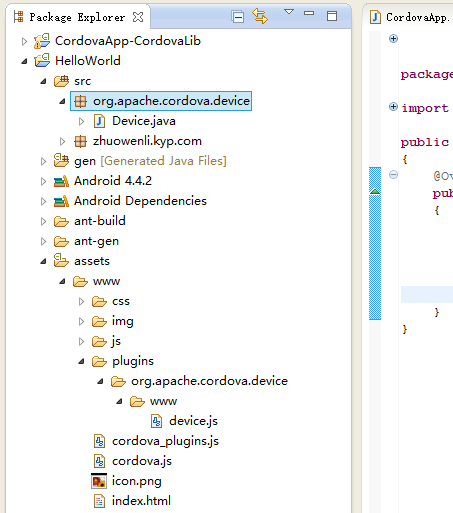 Package Explorer
CordovaApp-CordovaLib
HelloWorld
src
org.apache.cordova.device
Device.java
zhuowenli.kyp.com
gen [Generated Java Files]
Android 4.4.2
Android Dependencies
ant-build
ant-gen
assets
www
css
img
js
plugins
org.apache.cordova.device
www
device.js
cordova_plugins.js
cordova.js
icon.png
index.html
CordovaApp.
package
import
public
{
@Ov
pub
{
}
}